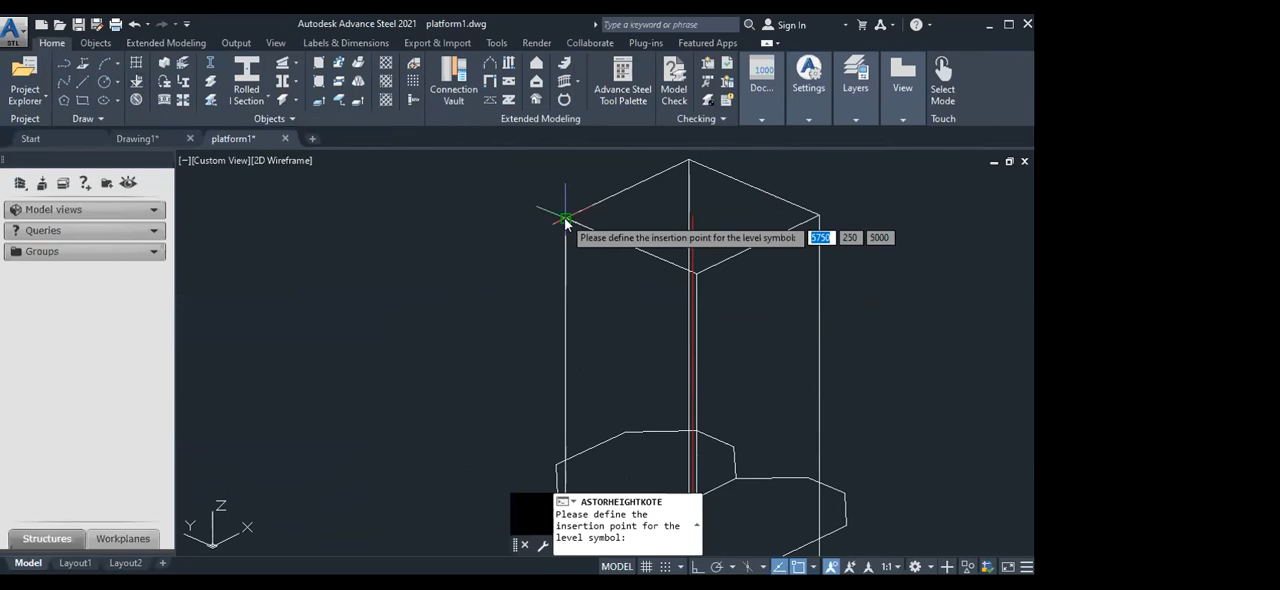 Autodesk Advance Steel 2021 platform1.dwg
Type a keyword or phrase
Sign In
STL
Home Objects Extended Modeling Output View Labels & Dimensions Export & Import Tools Render Collaborate Plug-ins Featured Apps
Project
Explorer
Rolled
I Section
Connection
Vault
Advance Steel
Tool Palette
Model
Check
1000
Doc...
Settings
Layers
View
Select
Mode
Project Draw Objects Extended Modeling Checking Touch
Start Drawing1* platform1*
[−][Custom View][2D Wireframe]
Model views
Queries
Groups
Please define the insertion point for the level symbol: 5750 250 5000
ASTORHEIGHTKOTE
Please define the
insertion point for the
level symbol:
Z
Y
X
Structures Workplanes
Model Layout1 Layout2
MODEL
1:1